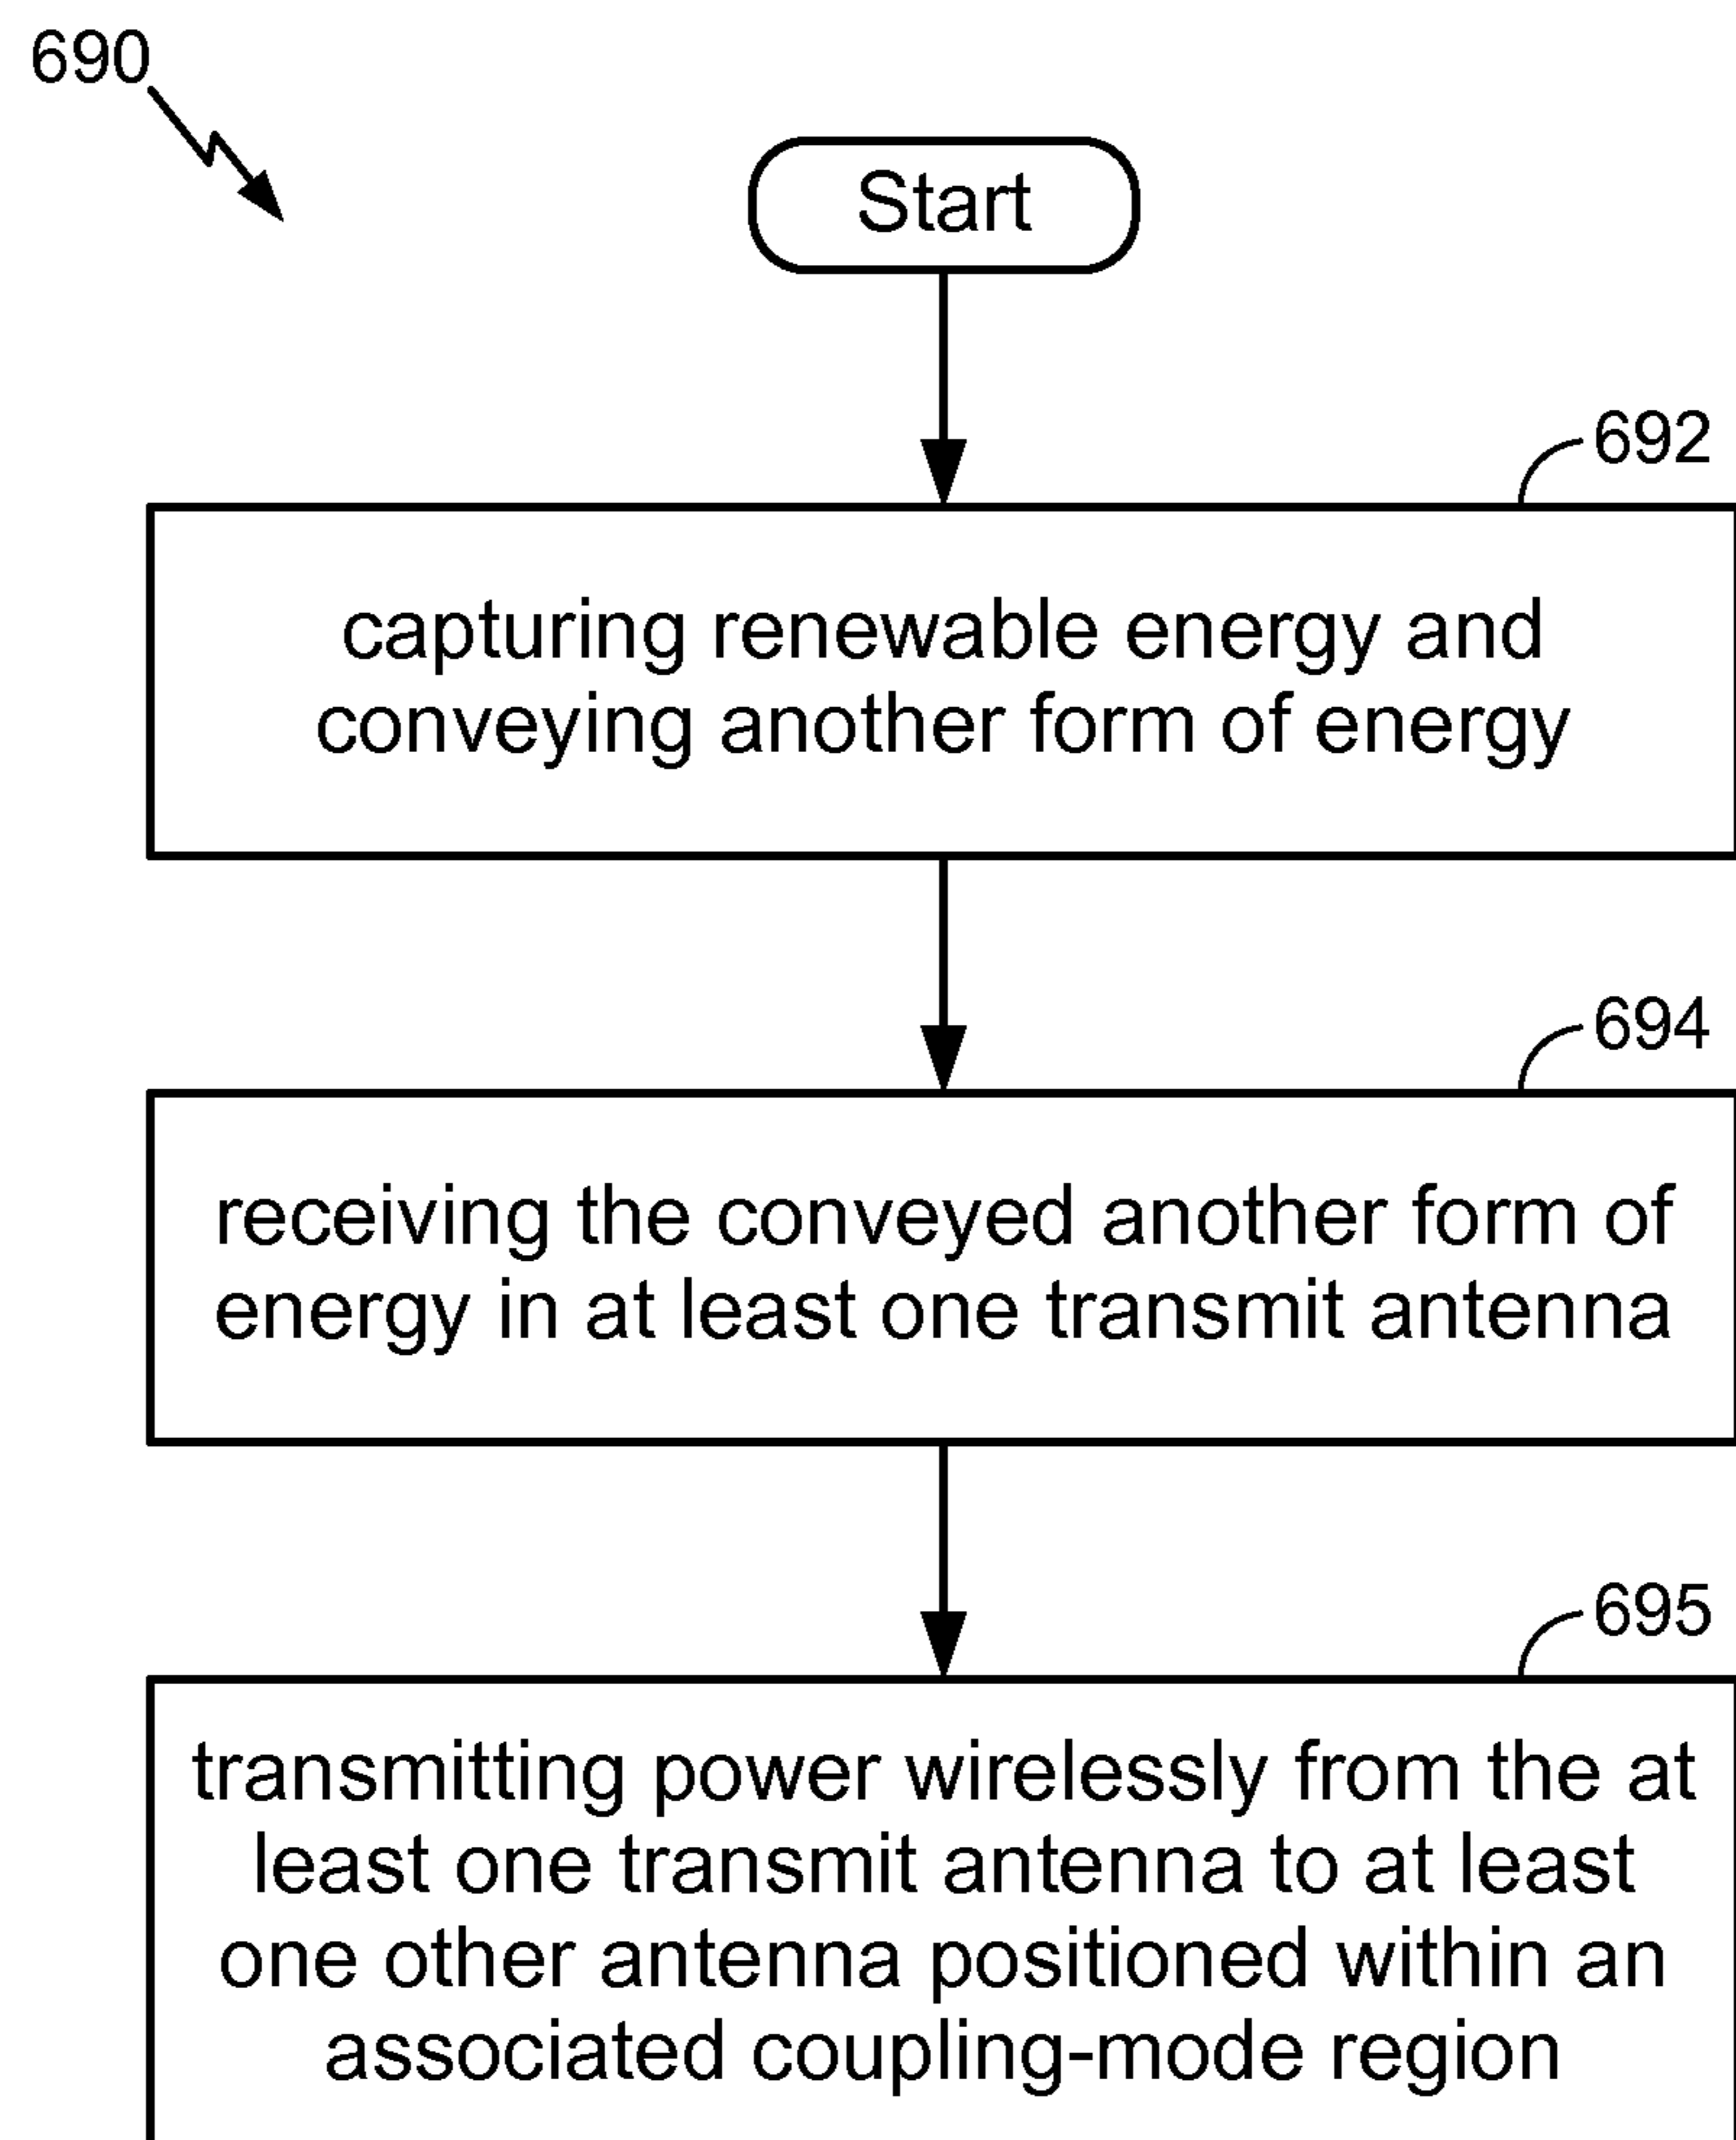 690
Start
692
capturing renewable energy and
conveying another form of energy
694
receiving the conveyed another form of
energy in at least one transmit antenna
695
transmitting power wirelessly from the at
least one transmit antenna to at least
one other antenna positioned within an
associated coupling-mode region